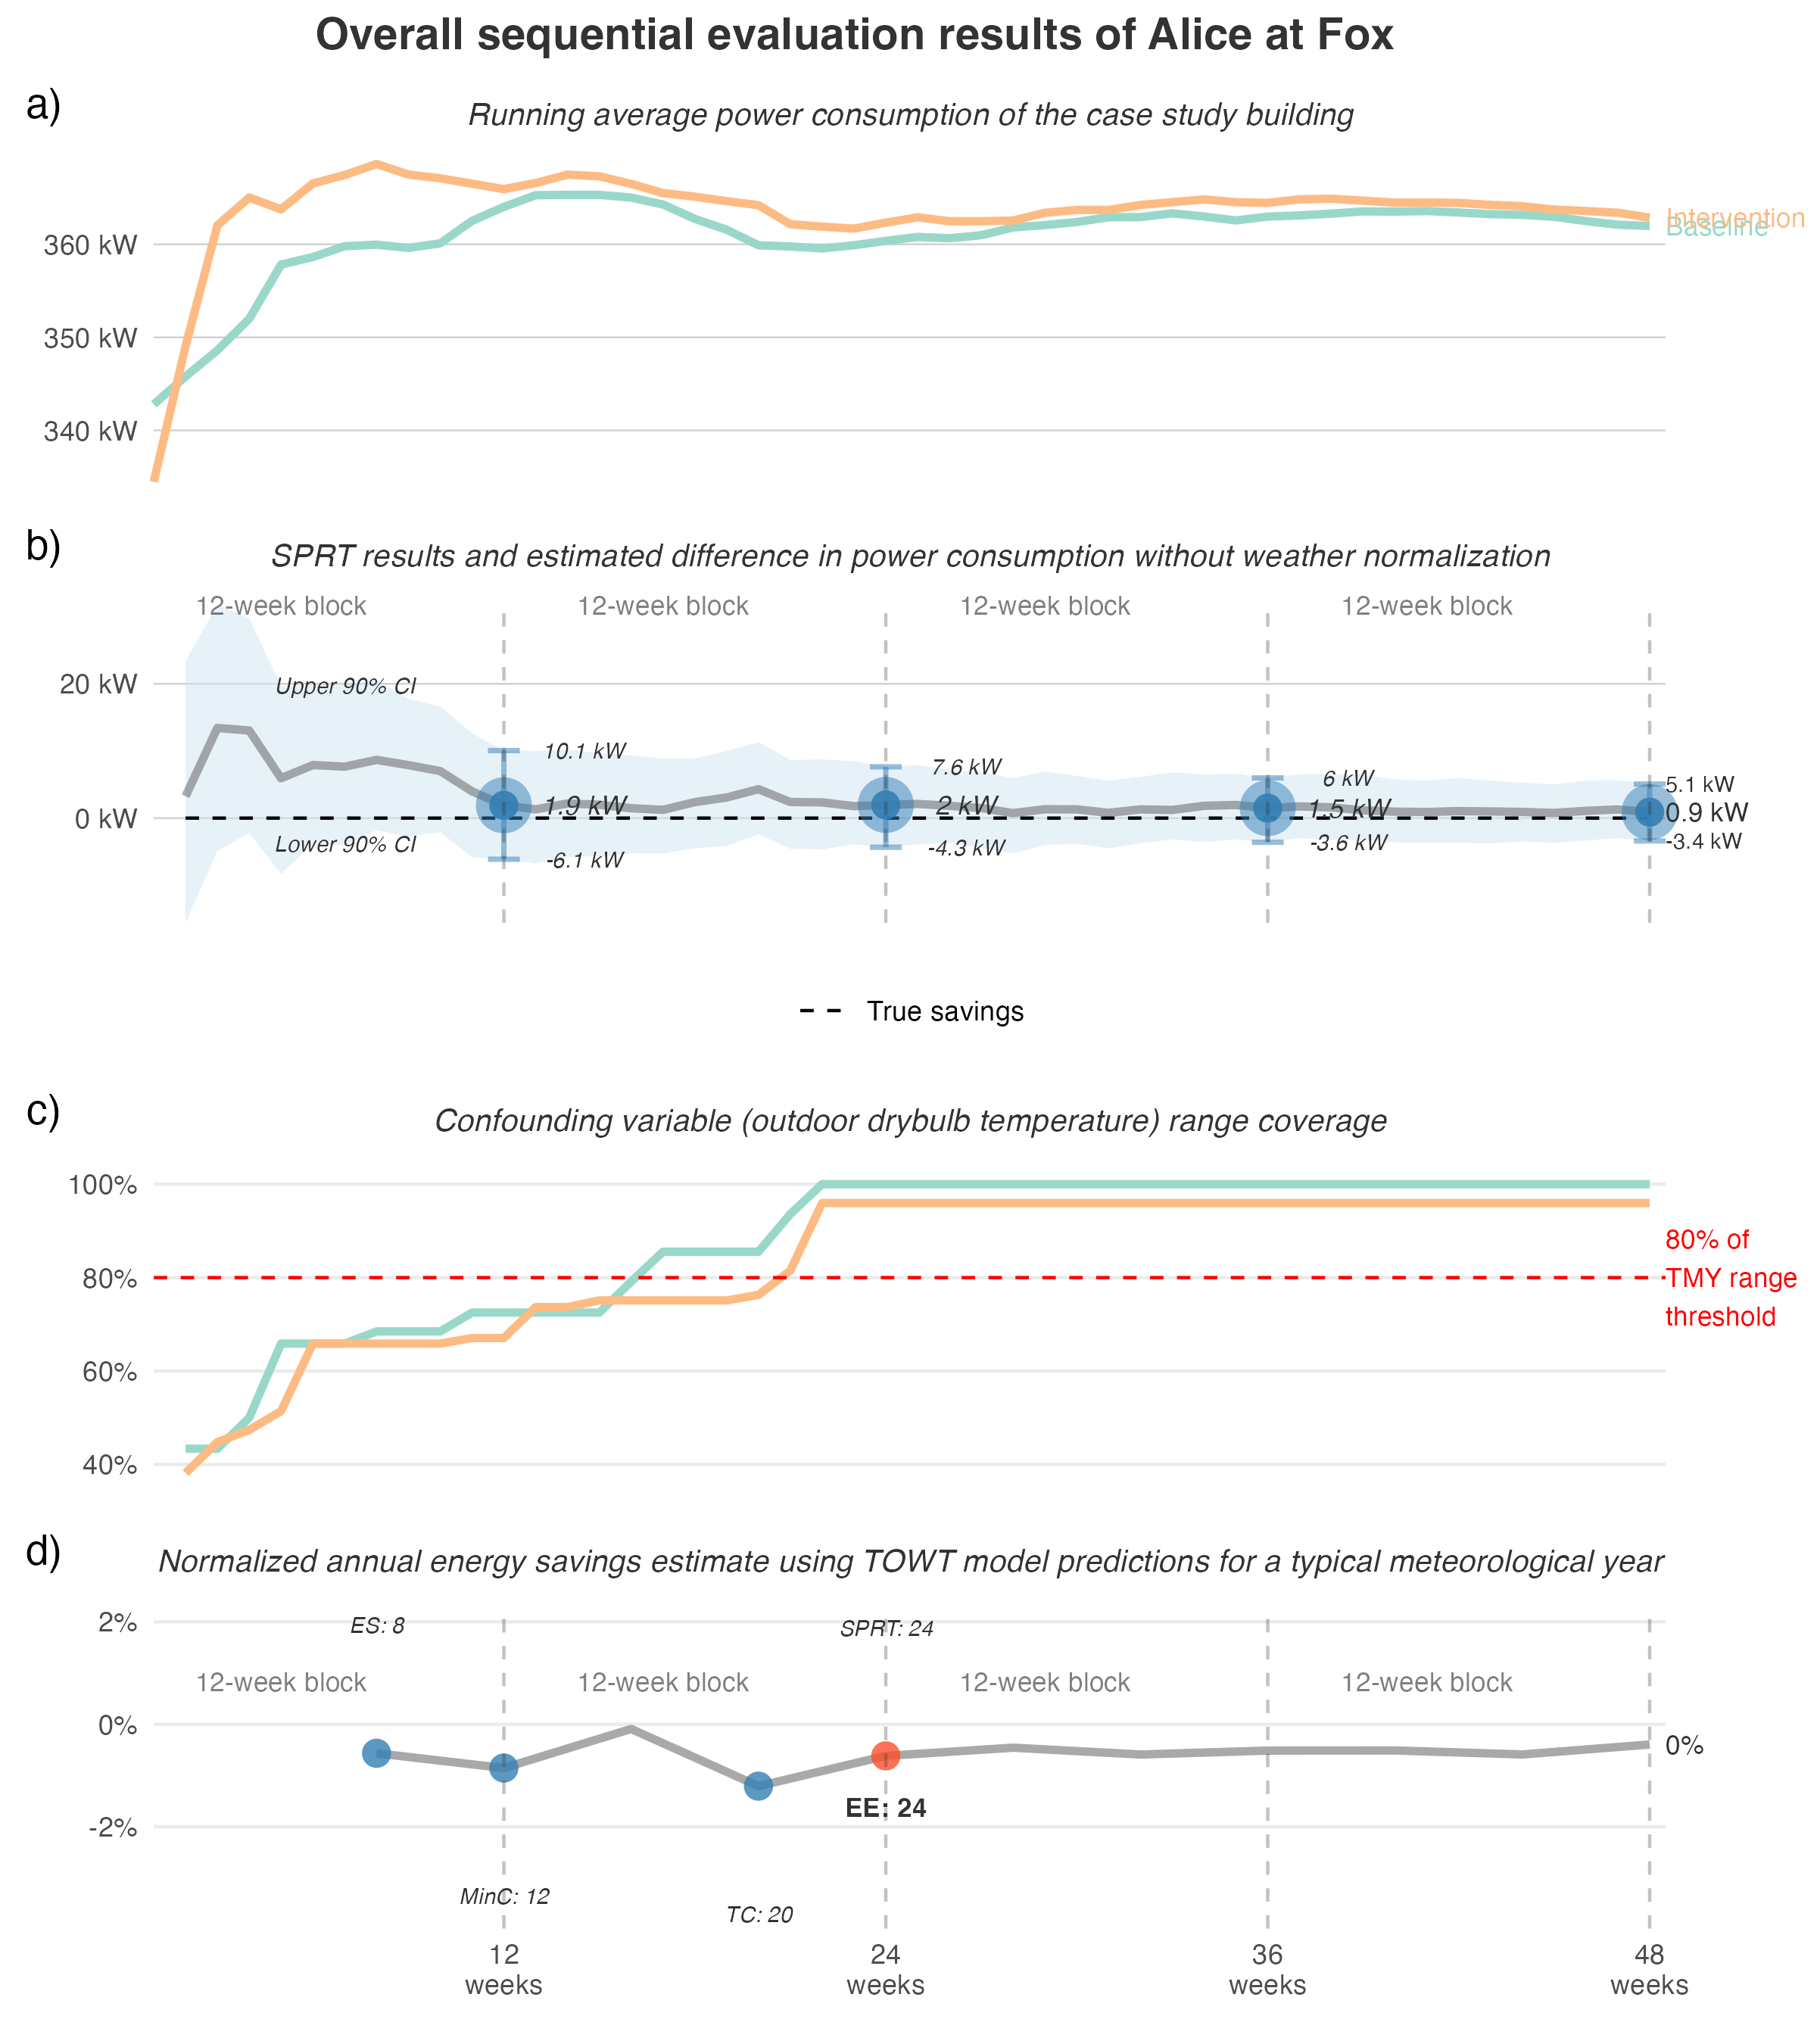 Overall sequential evaluation results of Alice at Fox
a)
Running average power consumption of the case study building
360 kW
350 kW
340 kW
Intervention
Baseline
b)
SPRT results and estimated difference in power consumption without weather normalization
12-week block
12-week block
12-week block
12-week block
20 kW
0 kW
Upper 90% CI
Lower 90% CI
10.1 kW
1.9 kW
-6.1 kW
7.6 kW
2 kW
-4.3 kW
6 kW
1.5 kW
-3.6 kW
5.1 kW
0.9 kW
-3.4 kW
True savings
c)
Confounding variable (outdoor drybulb temperature) range coverage
100%
80%
60%
40%
80% of
TMY range
threshold
d)
Normalized annual energy savings estimate using TOWT model predictions for a typical meteorological year
2%
0%
-2%
ES: 8
SPRT: 24
12-week block
12-week block
12-week block
12-week block
0%
EE: 24
MinC: 12
TC: 20
12
weeks
24
weeks
36
weeks
48
weeks